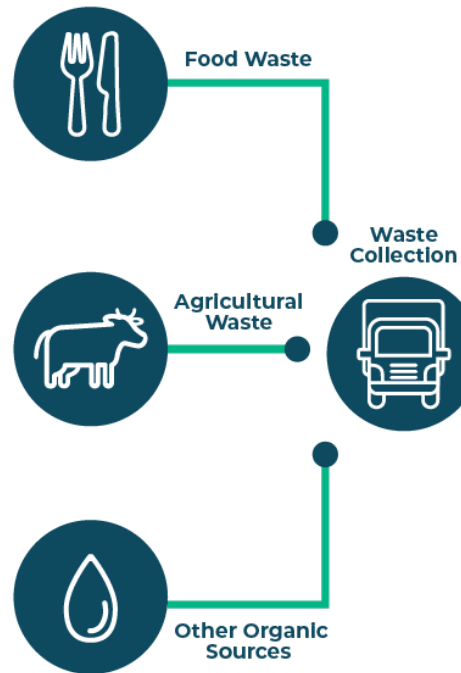 Food Waste
Waste
Collection
Agricultural
Waste
Other Organic
Sources